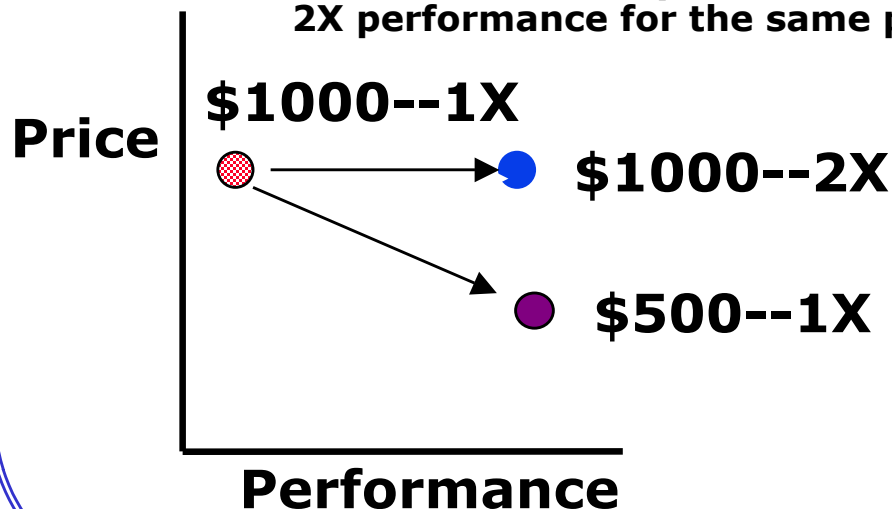 2X performance for the same
$1000--1X
Price
$1000--2X
$500--1X
Performance